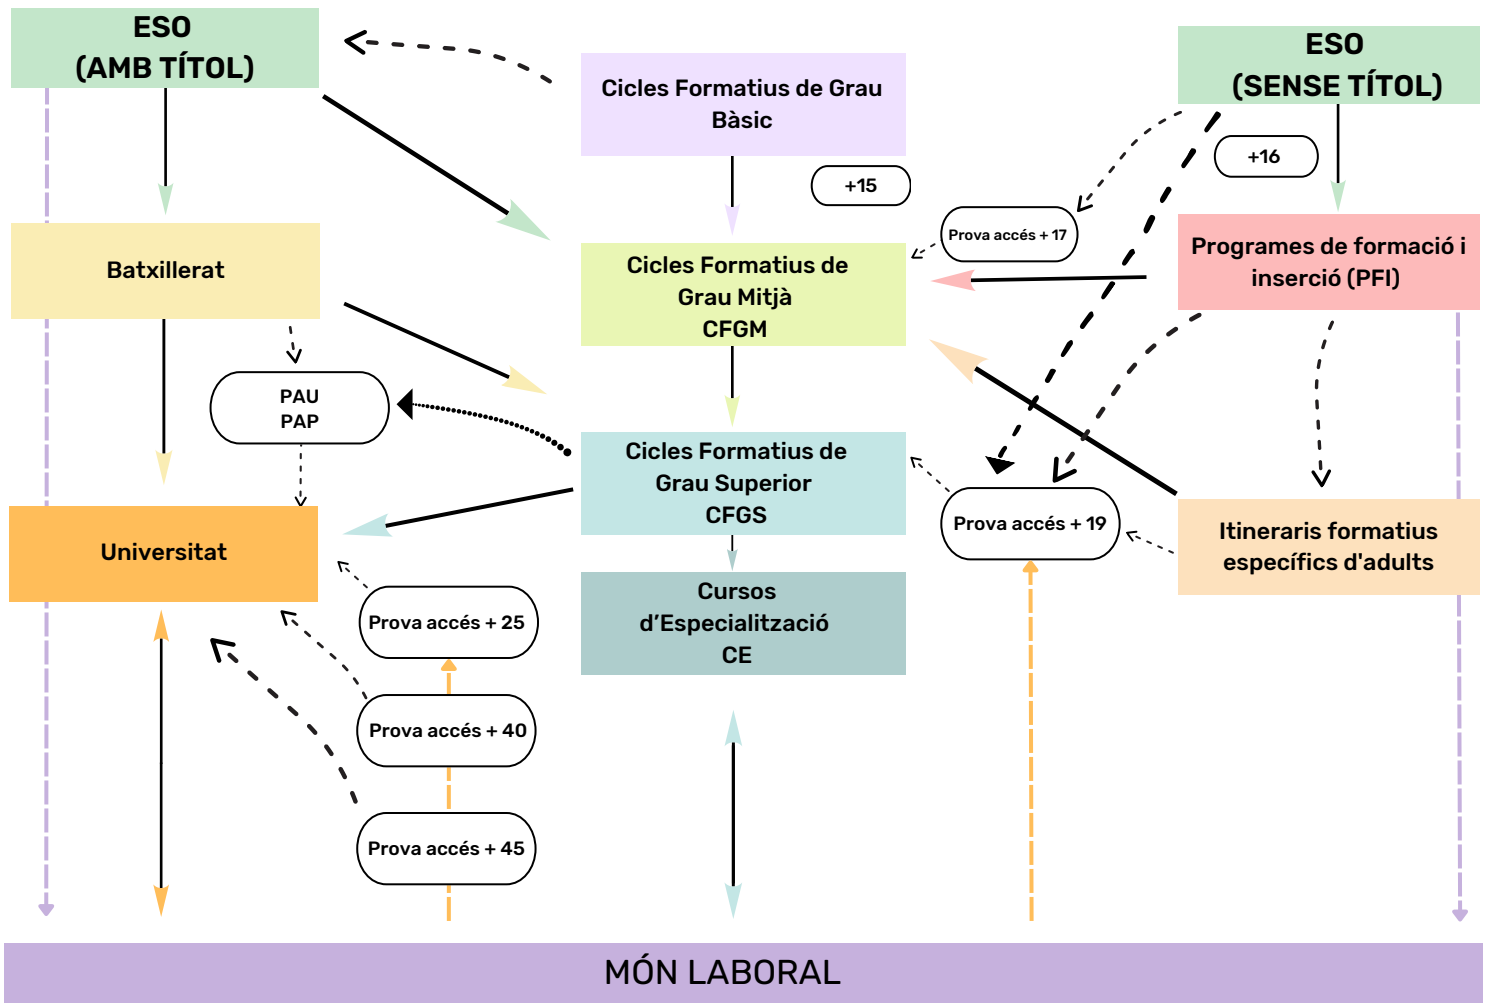 ESO
(AMB TÍTOL)
Cicles Formatius de Grau
Bàsic
ESO
(SENSE TÍTOL)
+15
+16
Batxillerat
Cicles Formatius de
Grau Mitjà
CFGM
Prova accés + 17
Programes de formació i
inserció (PFI)
PAU
PAP
Cicles Formatius de
Grau Superior
CFGS
Prova accés + 19
Universitat
Itineraris formatius
específics d'adults
Cursos
d’Especialització
CE
Prova accés + 25
Prova accés + 40
Prova accés + 45
MÓN LABORAL